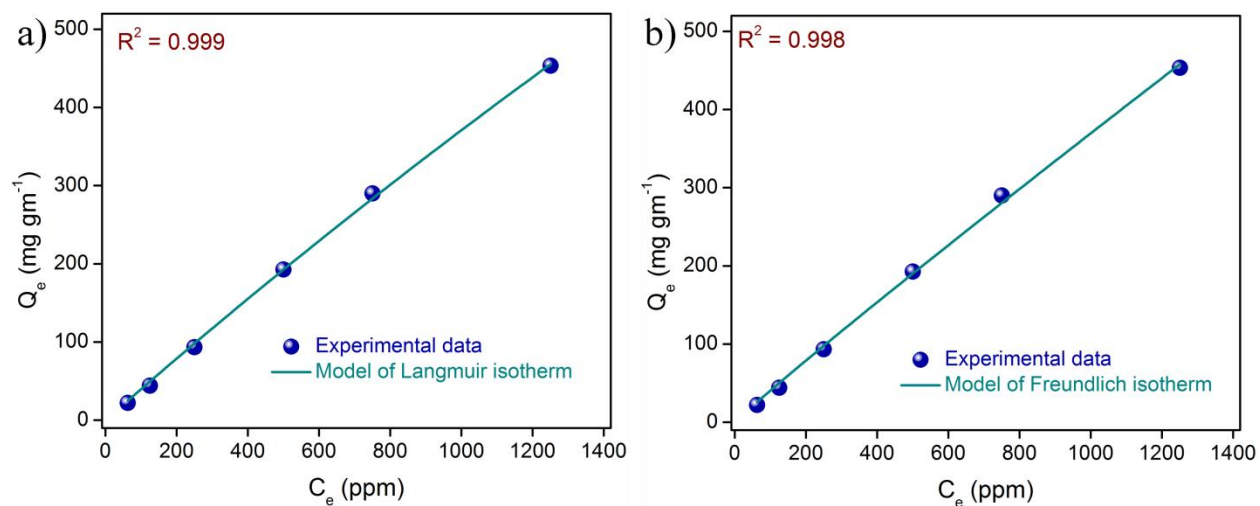 a)
R² = 0.999
500
400
300
200
100
0
Qₑ (mg gm⁻¹)
Experimental data
Model of Langmuir isotherm
0 200 400 600 800 1000 1200 1400
Cₑ (ppm)
b)
R² = 0.998
500
400
300
200
100
0
Qₑ (mg gm⁻¹)
Experimental data
Model of Freundlich isotherm
0 200 400 600 800 1000 1200 1400
Cₑ (ppm)